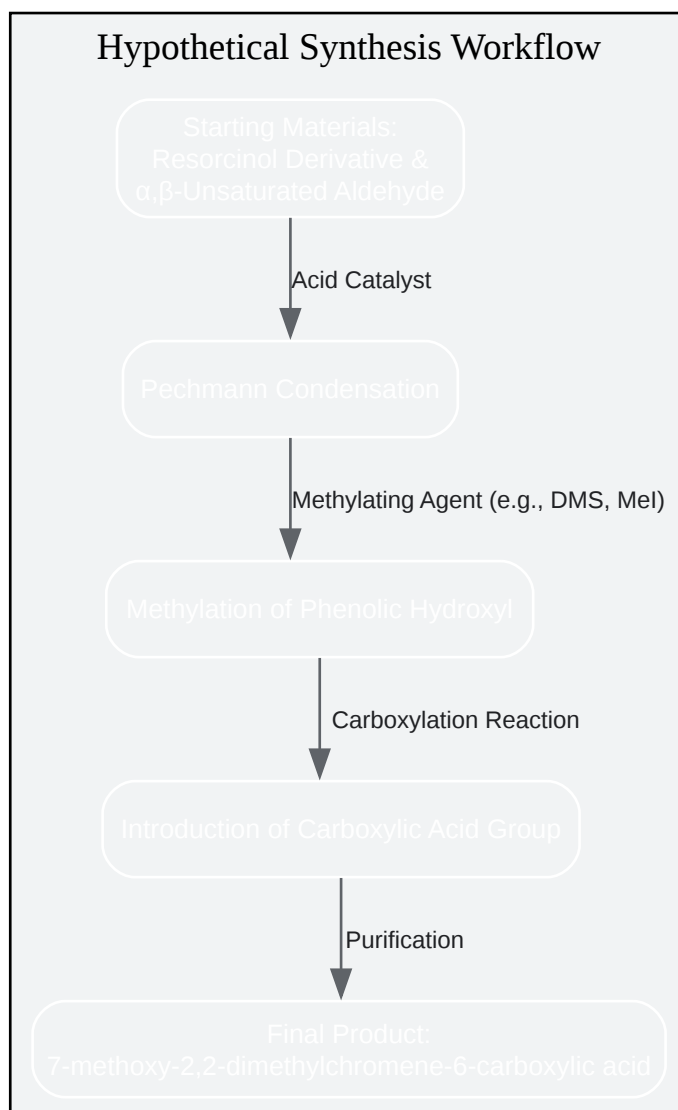 Hypothetical Synthesis Workflow
Starting Materials:
Resorcinol Derivative &
α,β-Unsaturated Aldehyde
Acid Catalyst
Pechmann Condensation
Methylating Agent (e.g., DMS, MeI)
Methylation of Phenolic Hydroxyl
Carboxylation Reaction
Introduction of Carboxylic Acid Group
Purification
Final Product:
7-methoxy-2,2-dimethylchromene-6-carboxylic acid